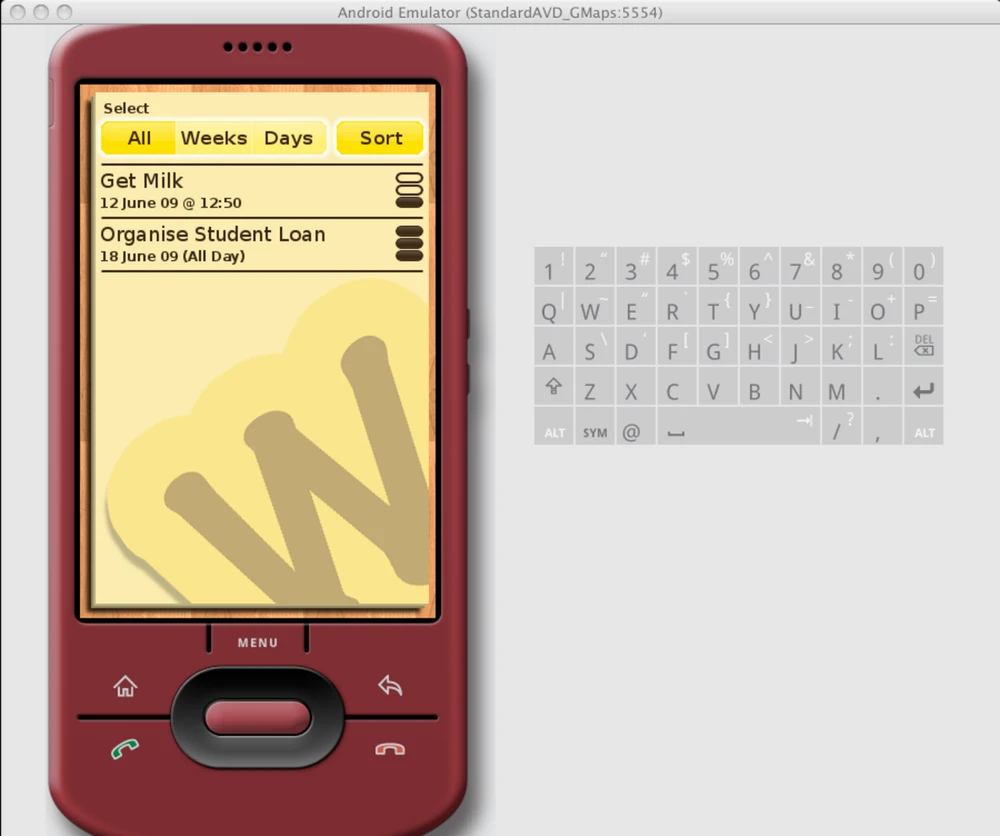 Android Emulator (StandardAVD_GMaps:5554)
Select
All Weeks Days Sort
Get Milk
12 June 09 @ 12:50
Organise Student Loan
18 June 09 (All Day)
W
MENU
1 ! 2 " 3 # 4 $ 5 % 6 ^ 7 & 8 * 9 ( 0 )
Q | W ~ E “ R ` T { Y } U _ I - O + P =
A S \ D ' F [ G ] H < J > K ; L : DEL
Z X C V B N M .
ALT SYM @ / ? , ALT